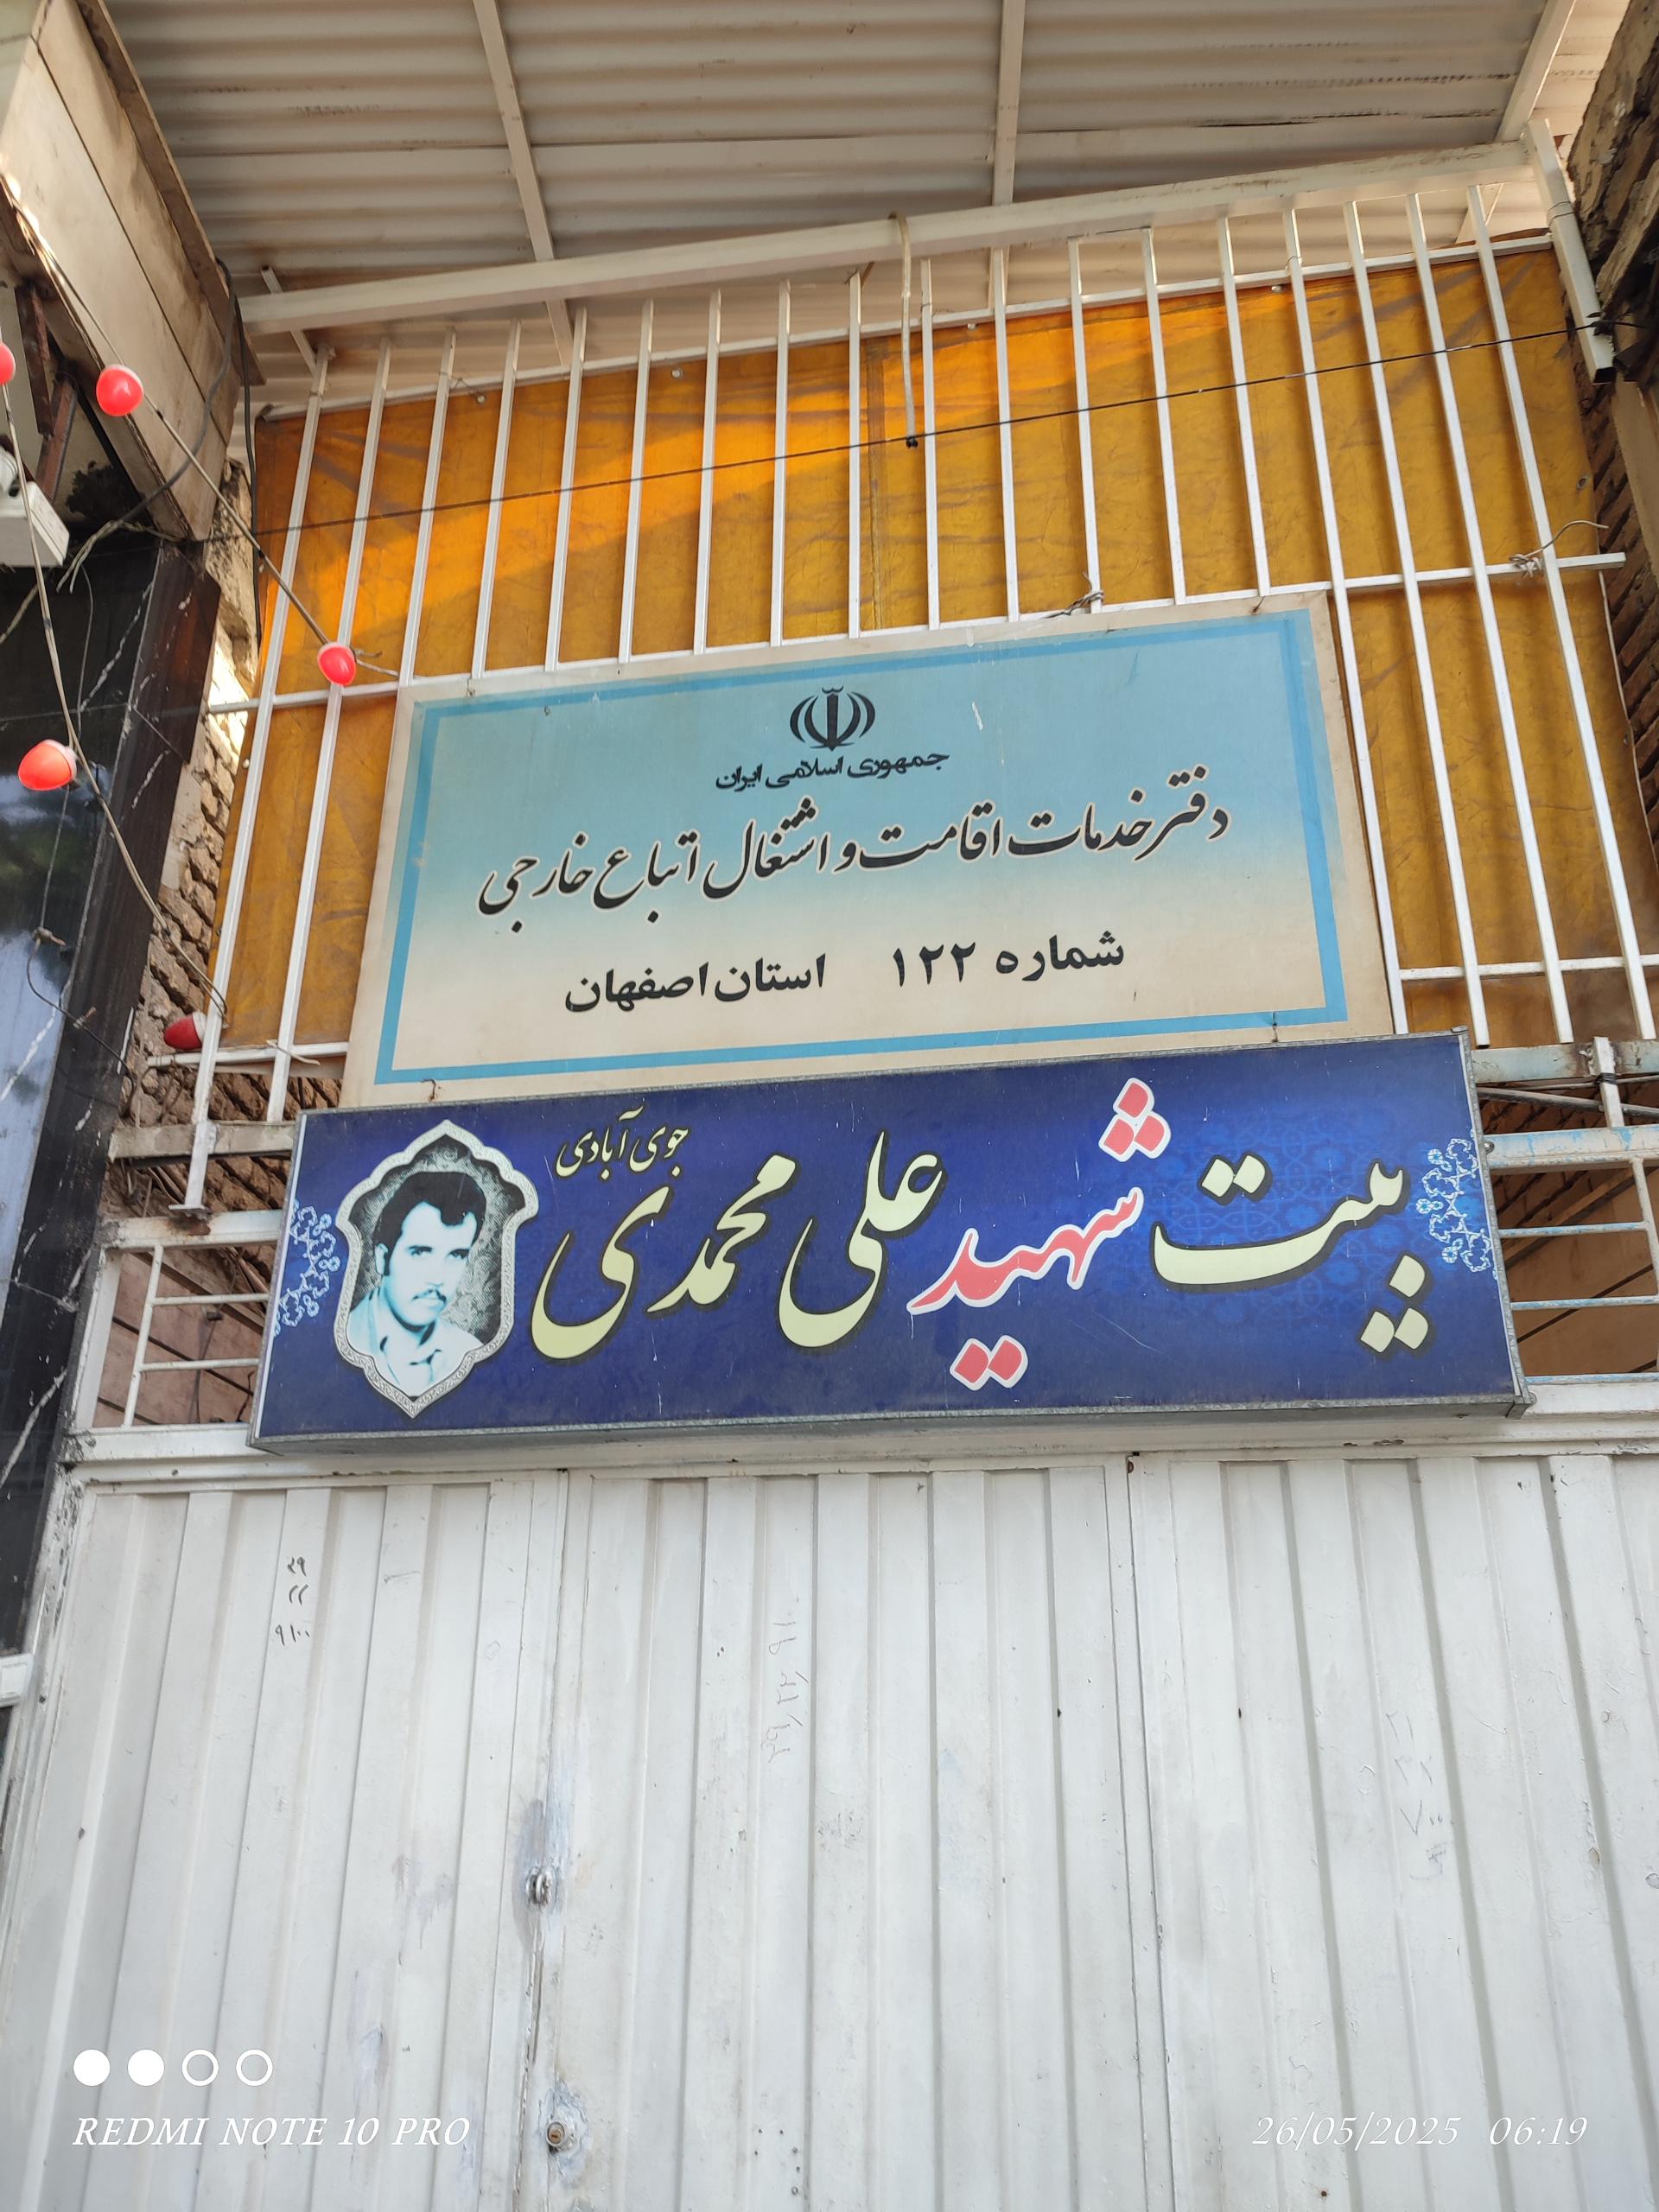 جمهوری اسلامی ایران
دفتر خدمات اقامت و اشتغال اتباع خارجی
شماره ۱۲۲ استان اصفهان
بیت شهید علی محمدی
جوی آبادی
REDMI NOTE 10 PRO
26/05/2025 06:19